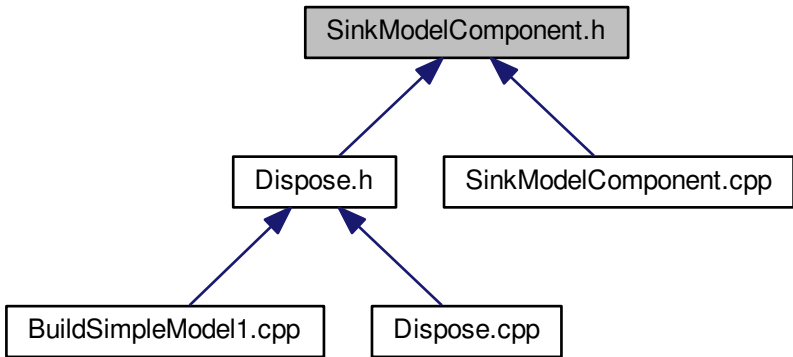 SinkModelComponent.h
Dispose.h
SinkModelComponent.cpp
BuildSimpleModel1.cpp
Dispose.cpp